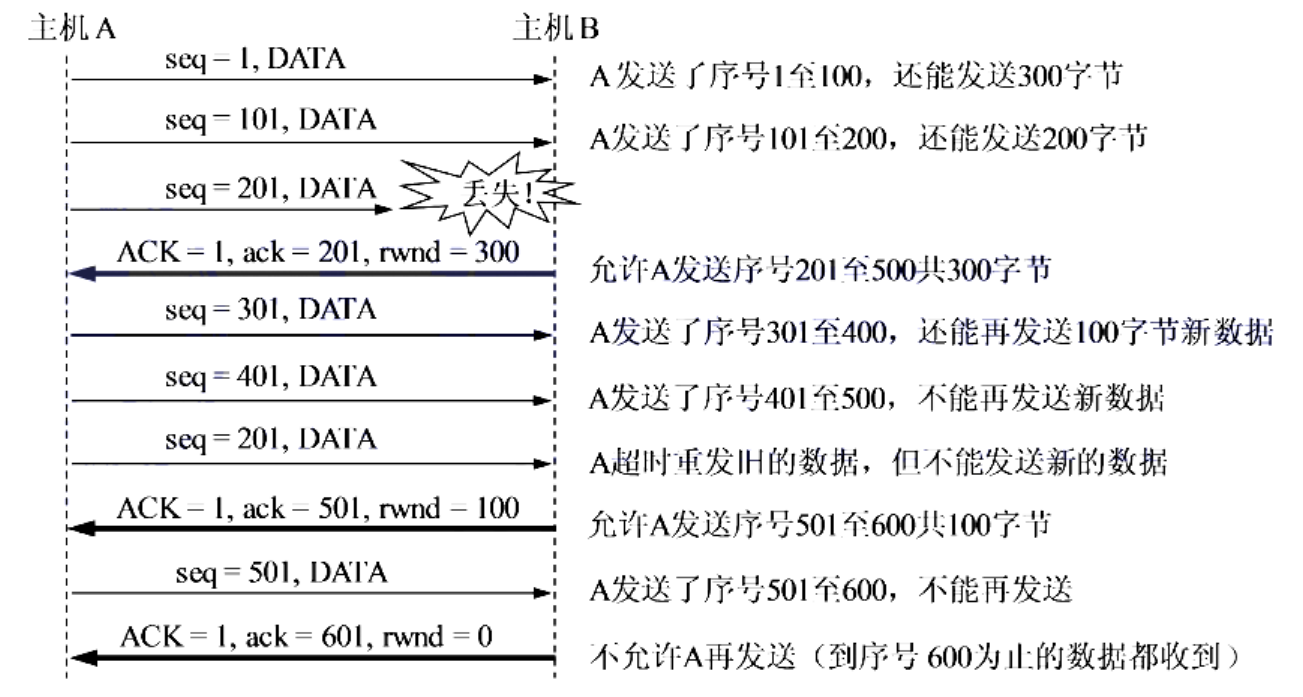 主机 A 主机 B
seq = 1, DATA A 发送了序号1至100，还能发送300字节
seq = 101, DATA A发送了序号101至200，还能发送200字节
seq = 201, DATA 丢失!
ACK = 1, ack = 201, rwnd = 300 允许A发送序号201至500共300字节
seq = 301, DATA A发送了序号301至400，还能再发送100字节新数据
seq = 401, DATA A发送了序号401至500，不能再发送新数据
seq = 201, DATA A超时重发旧的数据，但不能发送新的数据
ACK = 1, ack = 501, rwnd = 100 允许A发送序号501至600共100字节
seq = 501, DATA A发送了序号501至600，不能再发送
ACK = 1, ack = 601, rwnd = 0 不允许A再发送（到序号 600为止的数据都收到）